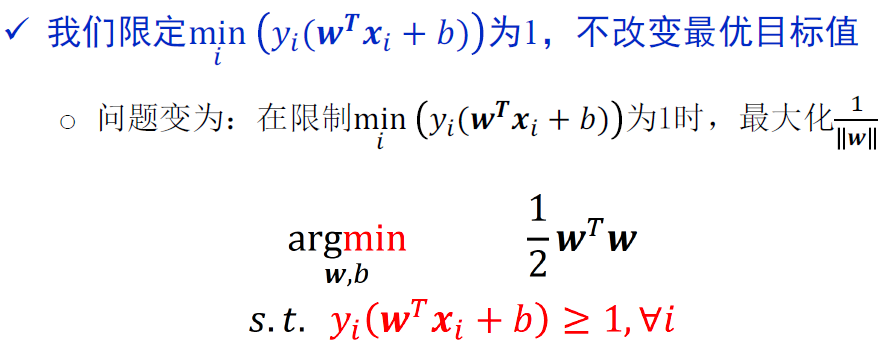 ✓ 我们限定min_i (y_i(w^T x_i + b))为1，不改变最优目标值
○ 问题变为：在限制min_i (y_i(w^T x_i + b))为1时，最大化1/‖w‖
argmin_{w,b} 1/2 w^T w
s.t. y_i(w^T x_i + b) ≥ 1, ∀i